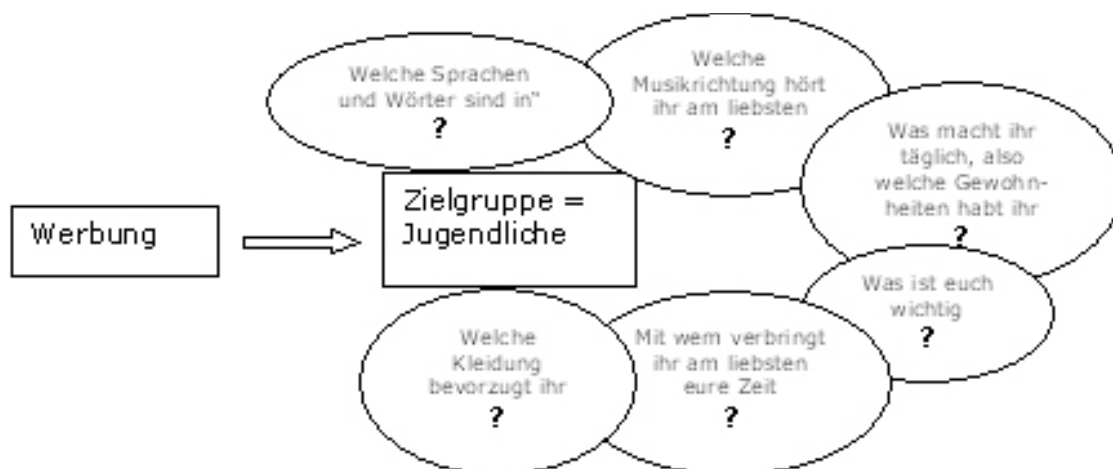 Welche Sprachen
und Wörter sind in"
?
Welche
Musikrichtung hört
ihr am liebsten
?
Was macht ihr
täglich, also
welche Gewohn-
heiten habt ihr
?
Werbung
Zielgruppe =
Jugendliche
Was ist euch
wichtig
?
Welche
Kleidung
bevorzugt ihr
?
Mit wem verbringt
ihr am liebsten
eure Zeit
?